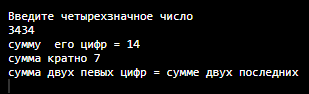 Введите четырехзначное число
3434
сумму  его цифр = 14
сумма кратно 7
сумма двух певых цифр = сумме двух последних